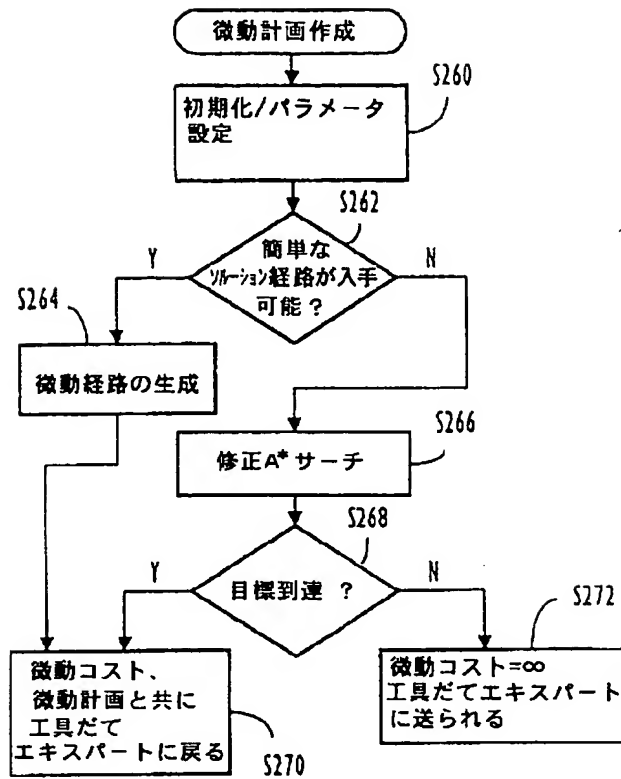 微動計画作成
S260
初期化/パラメータ
設定
S262
簡単な
ソルーション経路が入手
可能？
Y
N
S264
微動経路の生成
S266
修正A*サーチ
S268
目標到達 ？
Y
N
S272
微動コスト、
微動計画と共に
工具だて
エキスパートに戻る
S270
微動コスト=∞
工具だてエキスパート
に送られる